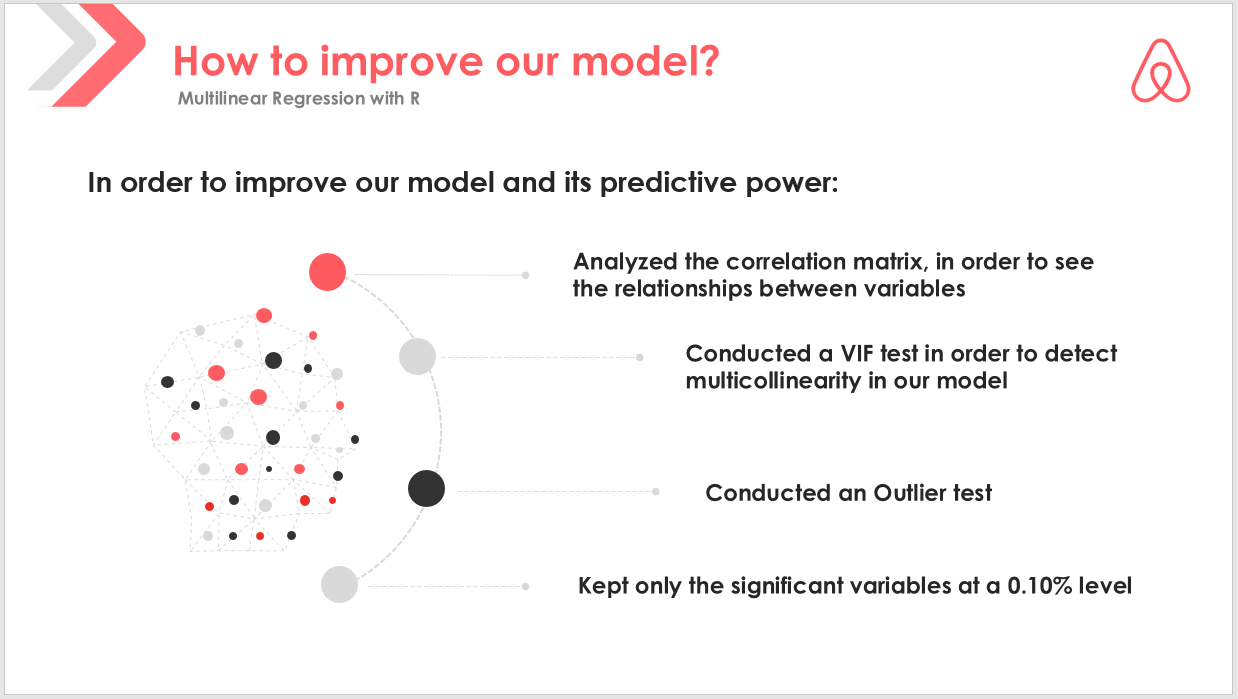 How to improve our model?
Multilinear Regression with R
In order to improve our model and its predictive power:
Analyzed the correlation matrix, in order to see
the relationships between variables
Conducted a VIF test in order to detect
multicollinearity in our model
Conducted an Outlier test
Kept only the significant variables at a 0.10% level